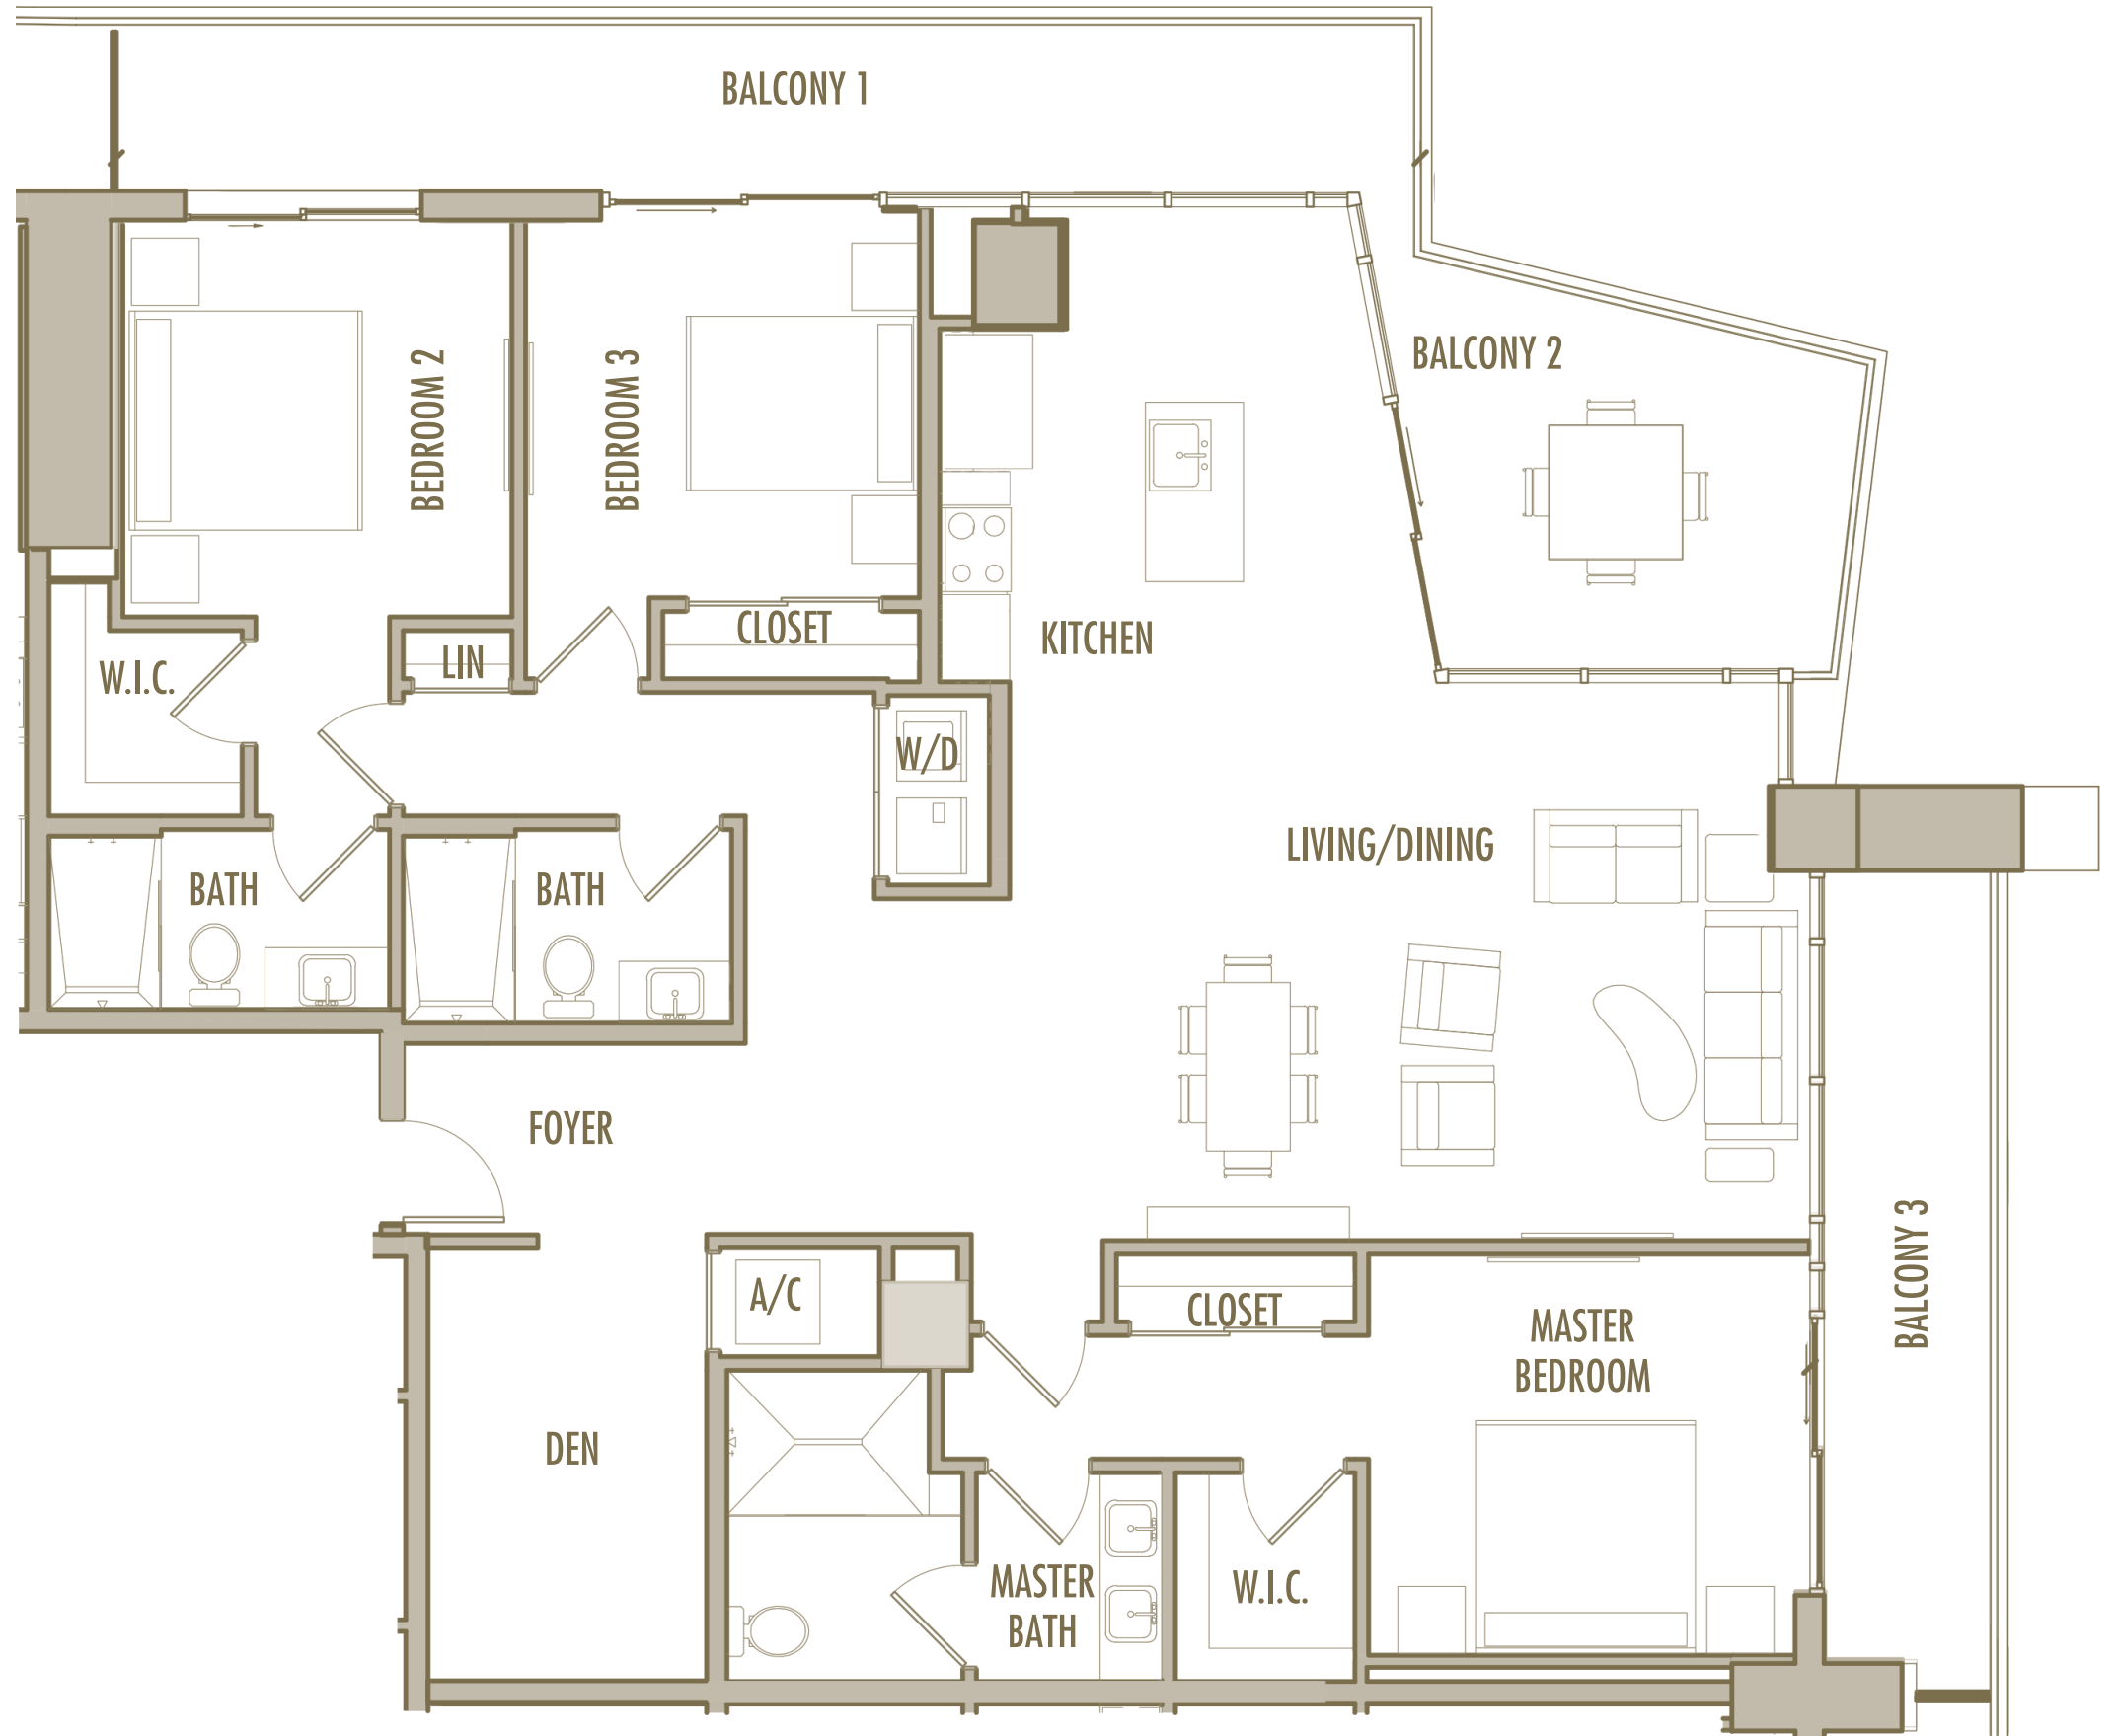 BALCONY 1
BALCONY 2
BEDROOM 2
BEDROOM 3
CLOSET
KITCHEN
LIN
W.I.C.
W/D
LIVING/DINING
BATH
BATH
FOYER
BALCONY 3
A/C
CLOSET
MASTER
BEDROOM
DEN
MASTER
BATH
W.I.C.